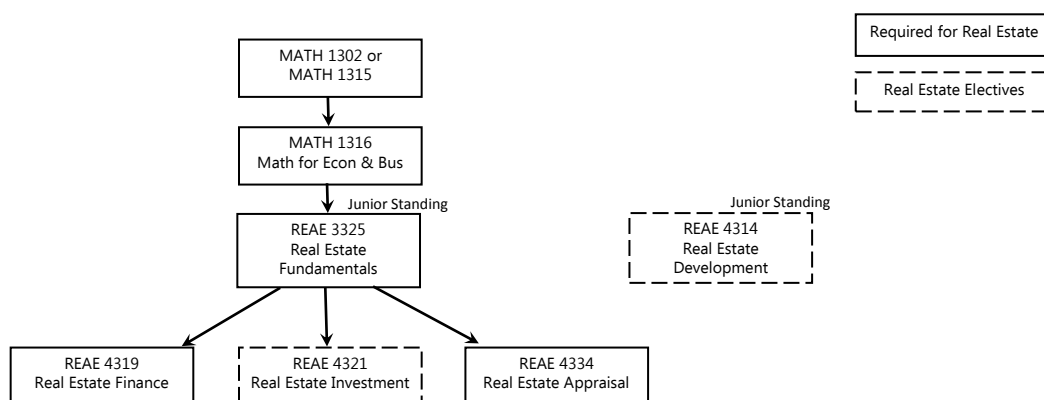 Required for Real Estate
Real Estate Electives
MATH 1302 or
MATH 1315
MATH 1316
Math for Econ & Bus
Junior Standing
REAE 3325
Real Estate
Fundamentals
Junior Standing
REAE 4314
Real Estate
Development
REAE 4319
Real Estate Finance
REAE 4321
Real Estate Investment
REAE 4334
Real Estate Appraisal